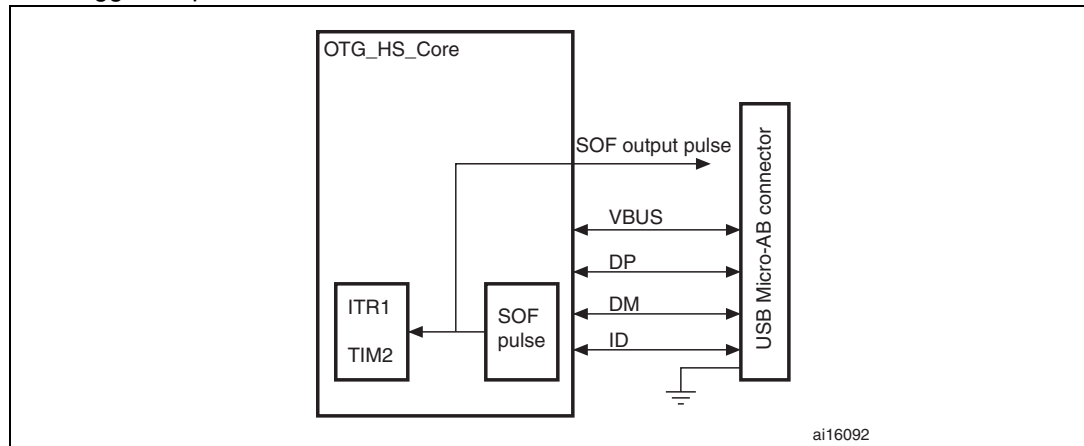 OTG_HS_Core
SOF output pulse
VBUS
DP
DM
ID
ITR1
TIM2
SOF
pulse
USB Micro-AB connector
ai16092